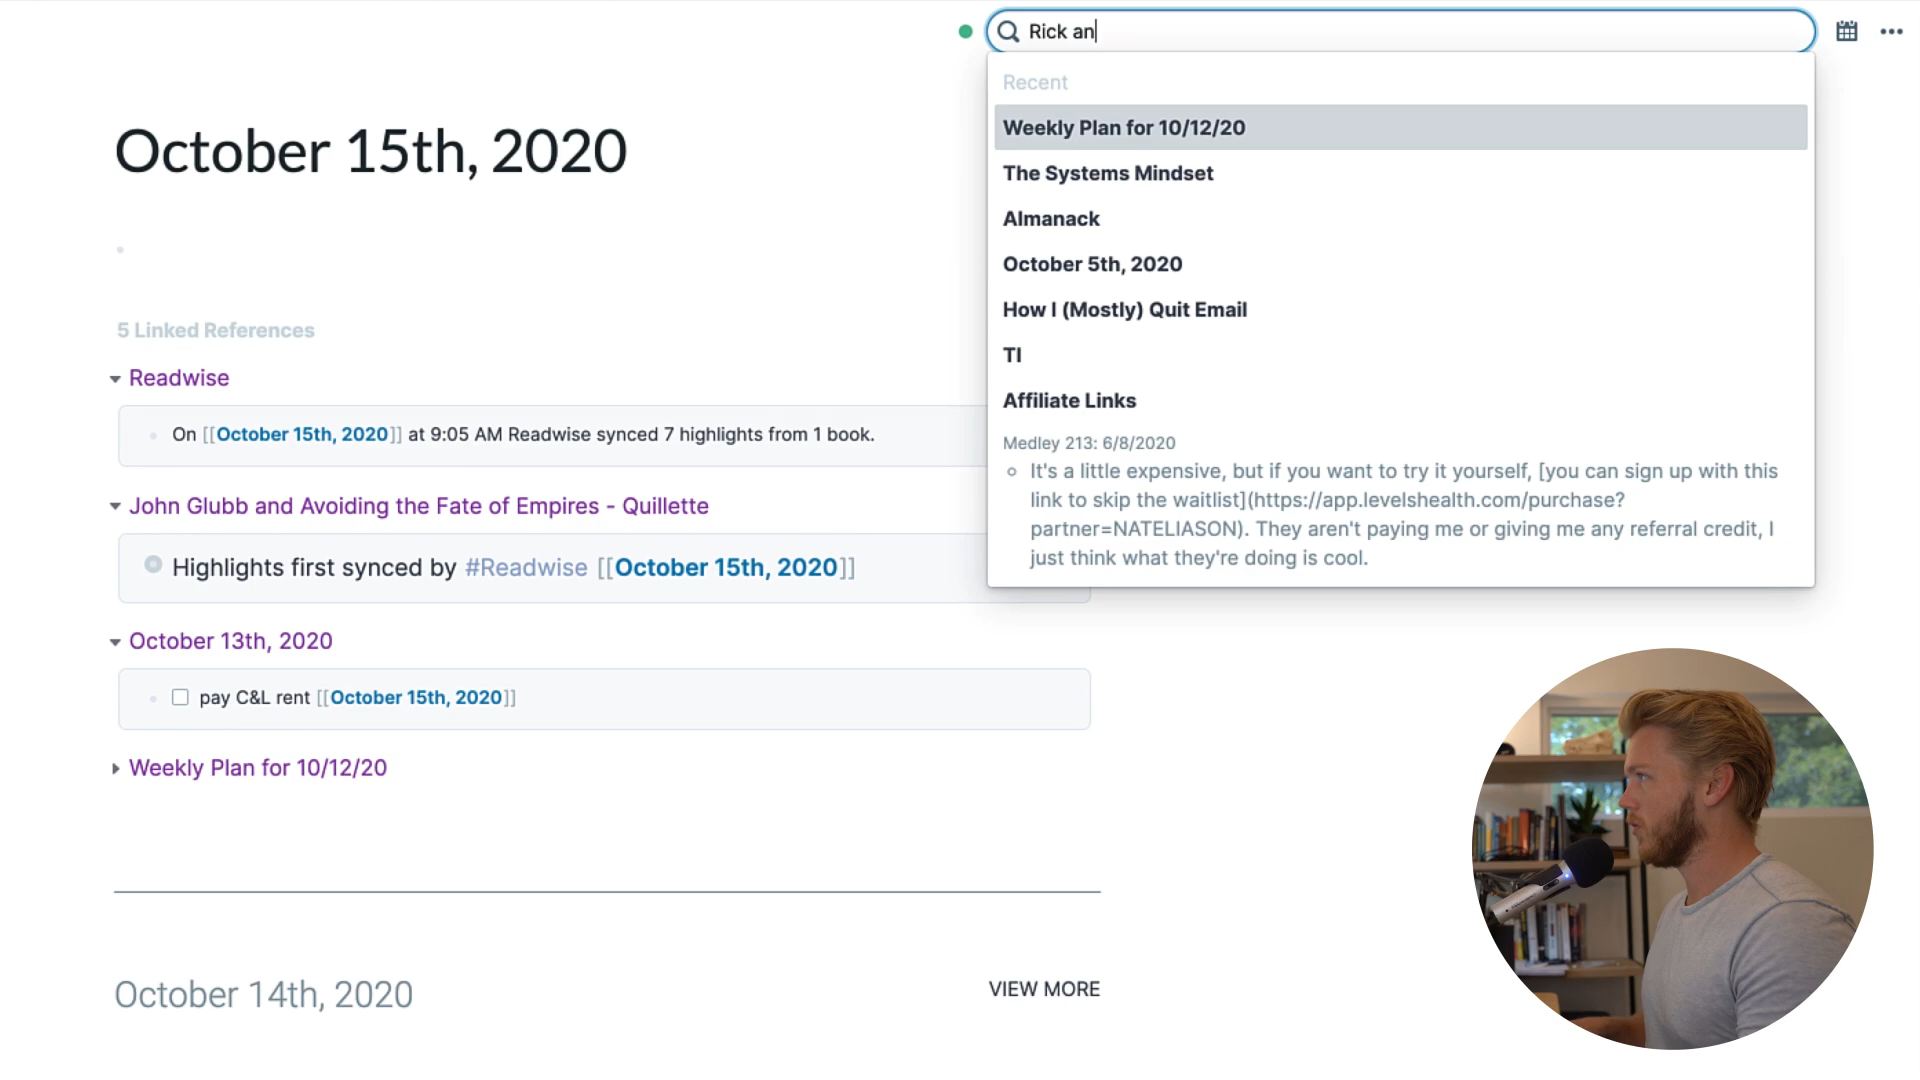 Rick an
Recent
Weekly Plan for 10/12/20
The Systems Mindset
Almanack
October 5th, 2020
How I (Mostly) Quit Email
TI
Affiliate Links
Medley 213: 6/8/2020
It's a little expensive, but if you want to try it yourself, [you can sign up with this
link to skip the waitlist](https://app.levelshealth.com/purchase?
partner=NATELIASON). They aren't paying me or giving me any referral credit, I
just think what they're doing is cool.
October 15th, 2020
5 Linked References
Readwise
On [[October 15th, 2020]] at 9:05 AM Readwise synced 7 highlights from 1 book.
John Glubb and Avoiding the Fate of Empires - Quillette
Highlights first synced by #Readwise [[October 15th, 2020]]
October 13th, 2020
pay C&L rent [[October 15th, 2020]]
Weekly Plan for 10/12/20
October 14th, 2020
VIEW MORE